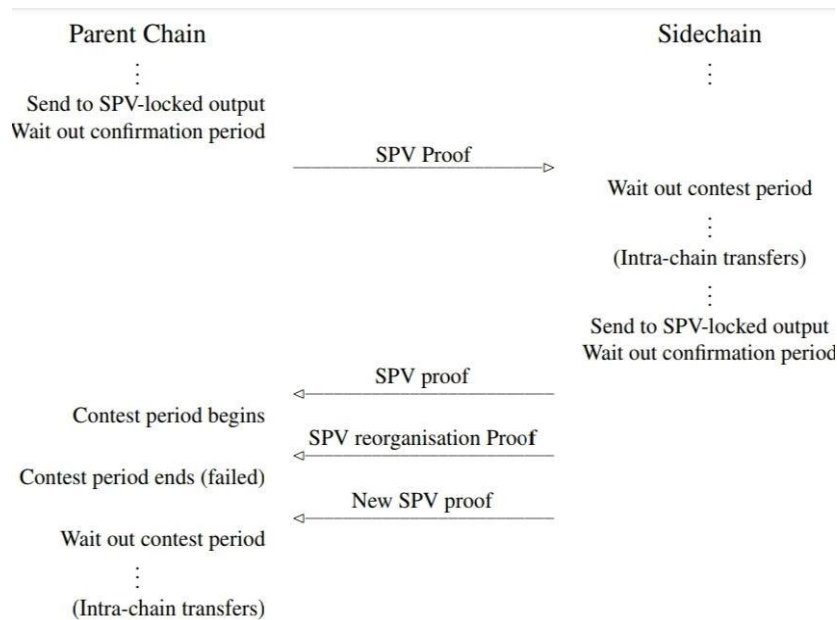 Parent Chain
Sidechain
Send to SPV-locked output
Wait out confirmation period
SPV Proof
Wait out contest period
(Intra-chain transfers)
Send to SPV-locked output
Wait out confirmation period
SPV proof
Contest period begins
SPV reorganisation Proof
Contest period ends (failed)
New SPV proof
Wait out contest period
(Intra-chain transfers)